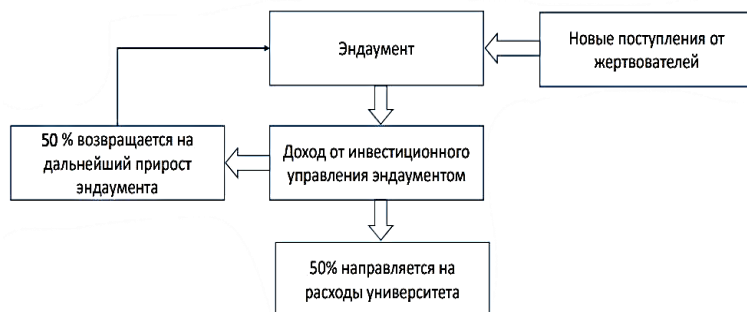 Эндаумент
Новые поступления от
жертвователей
50 % возвращается на
дальнейший прирост
эндаумента
Доход от инвестиционного
управления эндаументом
50% направляется на
расходы университета